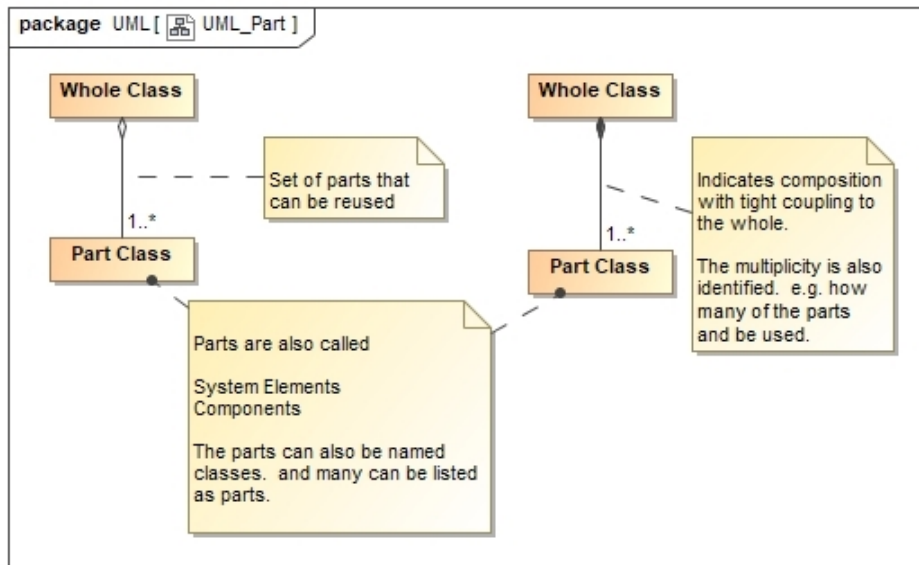 package UML [ UML_Part ]
Whole Class
Set of parts that
can be reused
1..*
Part Class
Whole Class
Indicates composition
with tight coupling to
the whole.
The multiplicity is also
identified.  e.g. how
many of the parts
and be used.
1..*
Part Class
Parts are also called
System Elements
Components
The parts can also be named
classes.  and many can be listed
as parts.